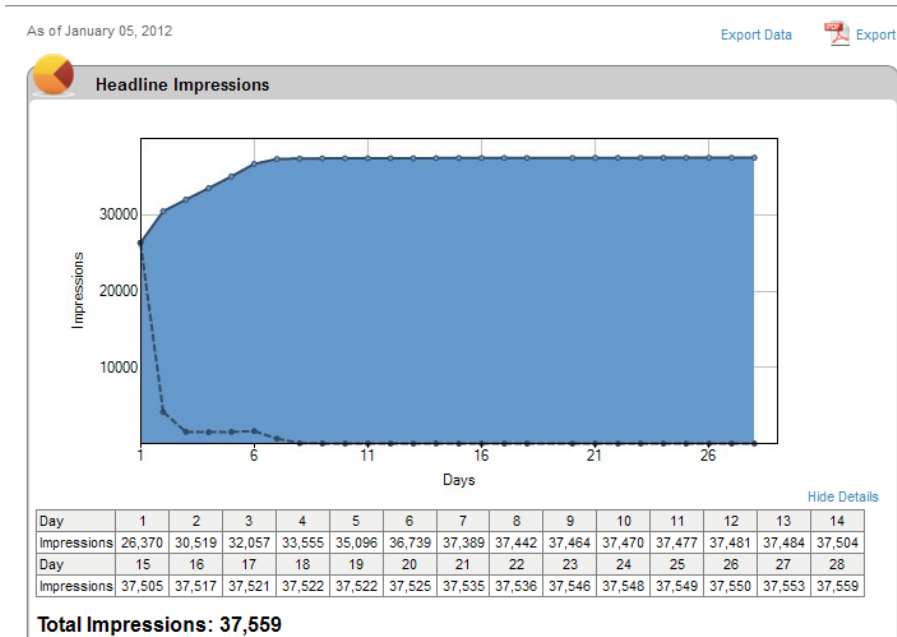 As of January 05, 2012
Export Data PDF Export
Headline Impressions
30000
20000
10000
Impressions
1 6 11 16 21 26
Days
Hide Details
Day 1 2 3 4 5 6 7 8 9 10 11 12 13 14
Impressions 26,370 30,519 32,057 33,555 35,096 36,739 37,389 37,442 37,464 37,470 37,477 37,481 37,484 37,504
Day 15 16 17 18 19 20 21 22 23 24 25 26 27 28
Impressions 37,505 37,517 37,521 37,522 37,522 37,525 37,535 37,536 37,546 37,548 37,549 37,550 37,553 37,559
Total Impressions: 37,559